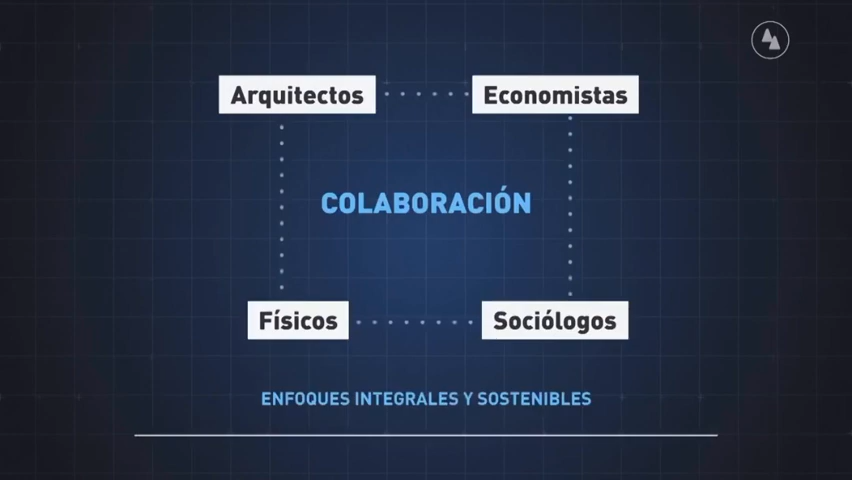 Arquitectos
Economistas
COLABORACIÓN
Físicos
Sociólogos
ENFOQUES INTEGRALES Y SOSTENIBLES